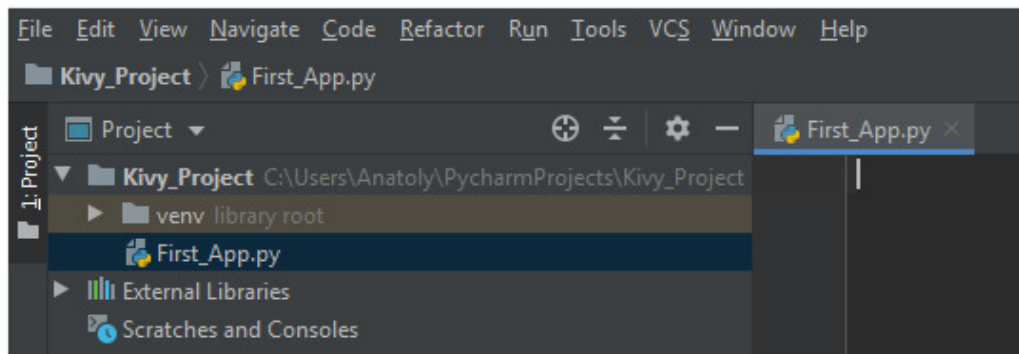 File Edit View Navigate Code Refactor Run Tools VCS Window Help
Kivy_Project First_App.py
1: Project
Project
First_App.py
Kivy_Project C:\Users\Anatoly\PycharmProjects\Kivy_Project
venv library root
First_App.py
External Libraries
Scratches and Consoles